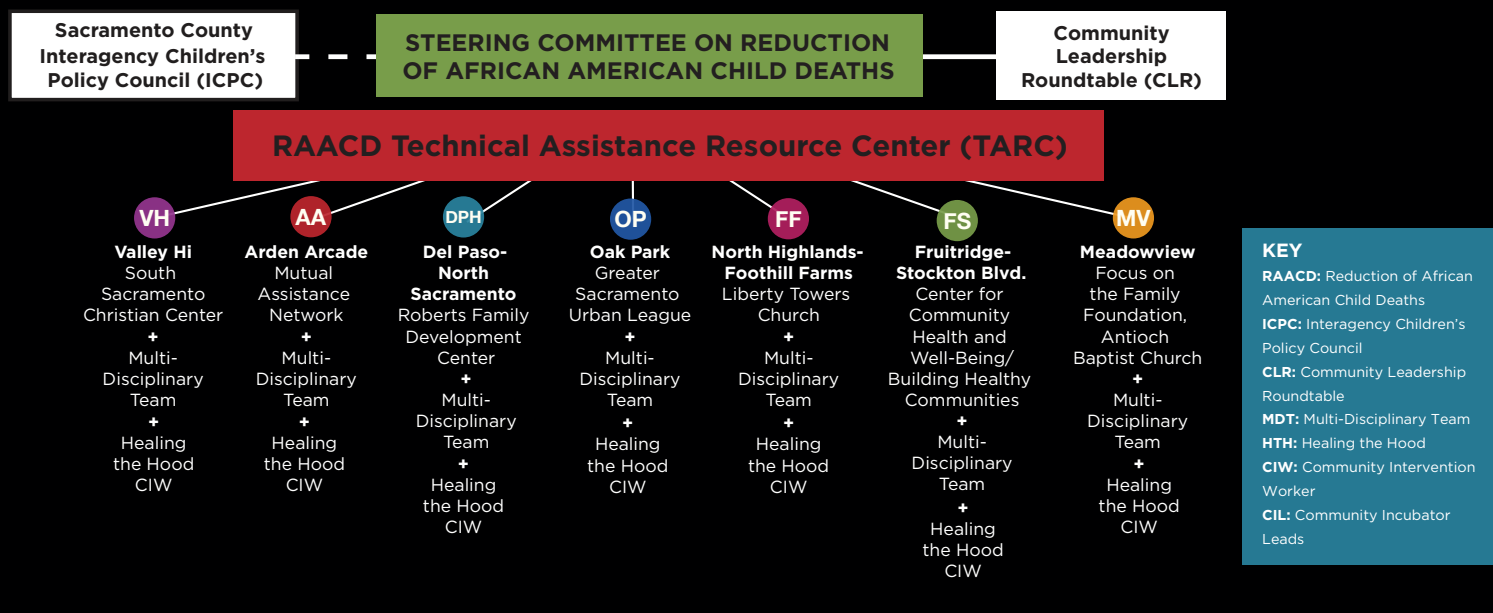 Sacramento County
Interagency Children's
Policy Council (ICPC)
STEERING COMMITTEE ON REDUCTION
OF AFRICAN AMERICAN CHILD DEATHS
Community
Leadership
Roundtable (CLR)
RAACD Technical Assistance Resource Center (TARC)
VH
Valley Hi
South
Sacramento
Christian Center
+
Multi-
Disciplinary
Team
+
Healing
the Hood
CIW
AA
Arden Arcade
Mutual
Assistance
Network
+
Multi-
Disciplinary
Team
+
Healing
the Hood
CIW
DPH
Del Paso-
North
Sacramento
Roberts Family
Development
Center
+
Multi-
Disciplinary
Team
+
Healing
the Hood
CIW
OP
Oak Park
Greater
Sacramento
Urban League
+
Multi-
Disciplinary
Team
+
Healing
the Hood
CIW
FF
North Highlands-
Foothill Farms
Liberty Towers
Church
+
Multi-
Disciplinary
Team
+
Healing
the Hood
CIW
FS
Fruitridge-
Stockton Blvd.
Center for
Community
Health and
Well-Being/
Building Healthy
Communities
+
Multi-
Disciplinary
Team
+
Healing
the Hood
CIW
MV
Meadowview
Focus on
the Family
Foundation,
Antioch
Baptist Church
+
Multi-
Disciplinary
Team
+
Healing
the Hood
CIW
KEY
RAACD: Reduction of African
American Child Deaths
ICPC: Interagency Children's
Policy Council
CLR: Community Leadership
Roundtable
MDT: Multi-Disciplinary Team
HTH: Healing the Hood
CIW: Community Intervention
Worker
CIL: Community Incubator
Leads